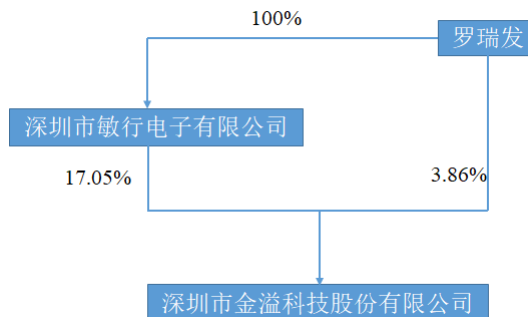 100%
罗瑞发
深圳市敏行电子有限公司
17.05%
3.86%
深圳市金溢科技股份有限公司